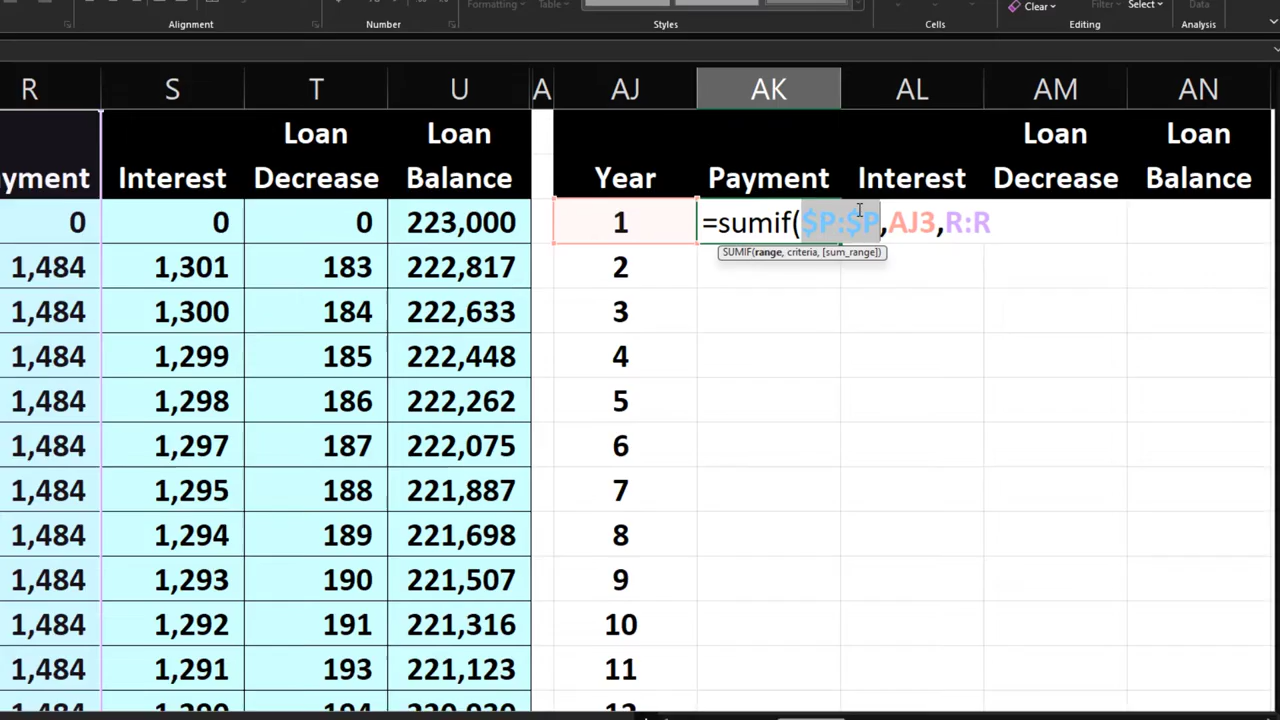 Formatting Table Clear Filter Select Data
Alignment Number Styles Cells Editing Analysis
R S T U A AJ AK AL AM AN
Loan Loan Loan Loan
yment Interest Decrease Balance Year Payment Interest Decrease Balance
0 0 0 223,000 1 =sumif($P:$P,AJ3,R:R
SUMIF(range, criteria, [sum_range])
1,484 1,301 183 222,817 2
1,484 1,300 184 222,633 3
1,484 1,299 185 222,448 4
1,484 1,298 186 222,262 5
1,484 1,297 187 222,075 6
1,484 1,295 188 221,887 7
1,484 1,294 189 221,698 8
1,484 1,293 190 221,507 9
1,484 1,292 191 221,316 10
1,484 1,291 193 221,123 11